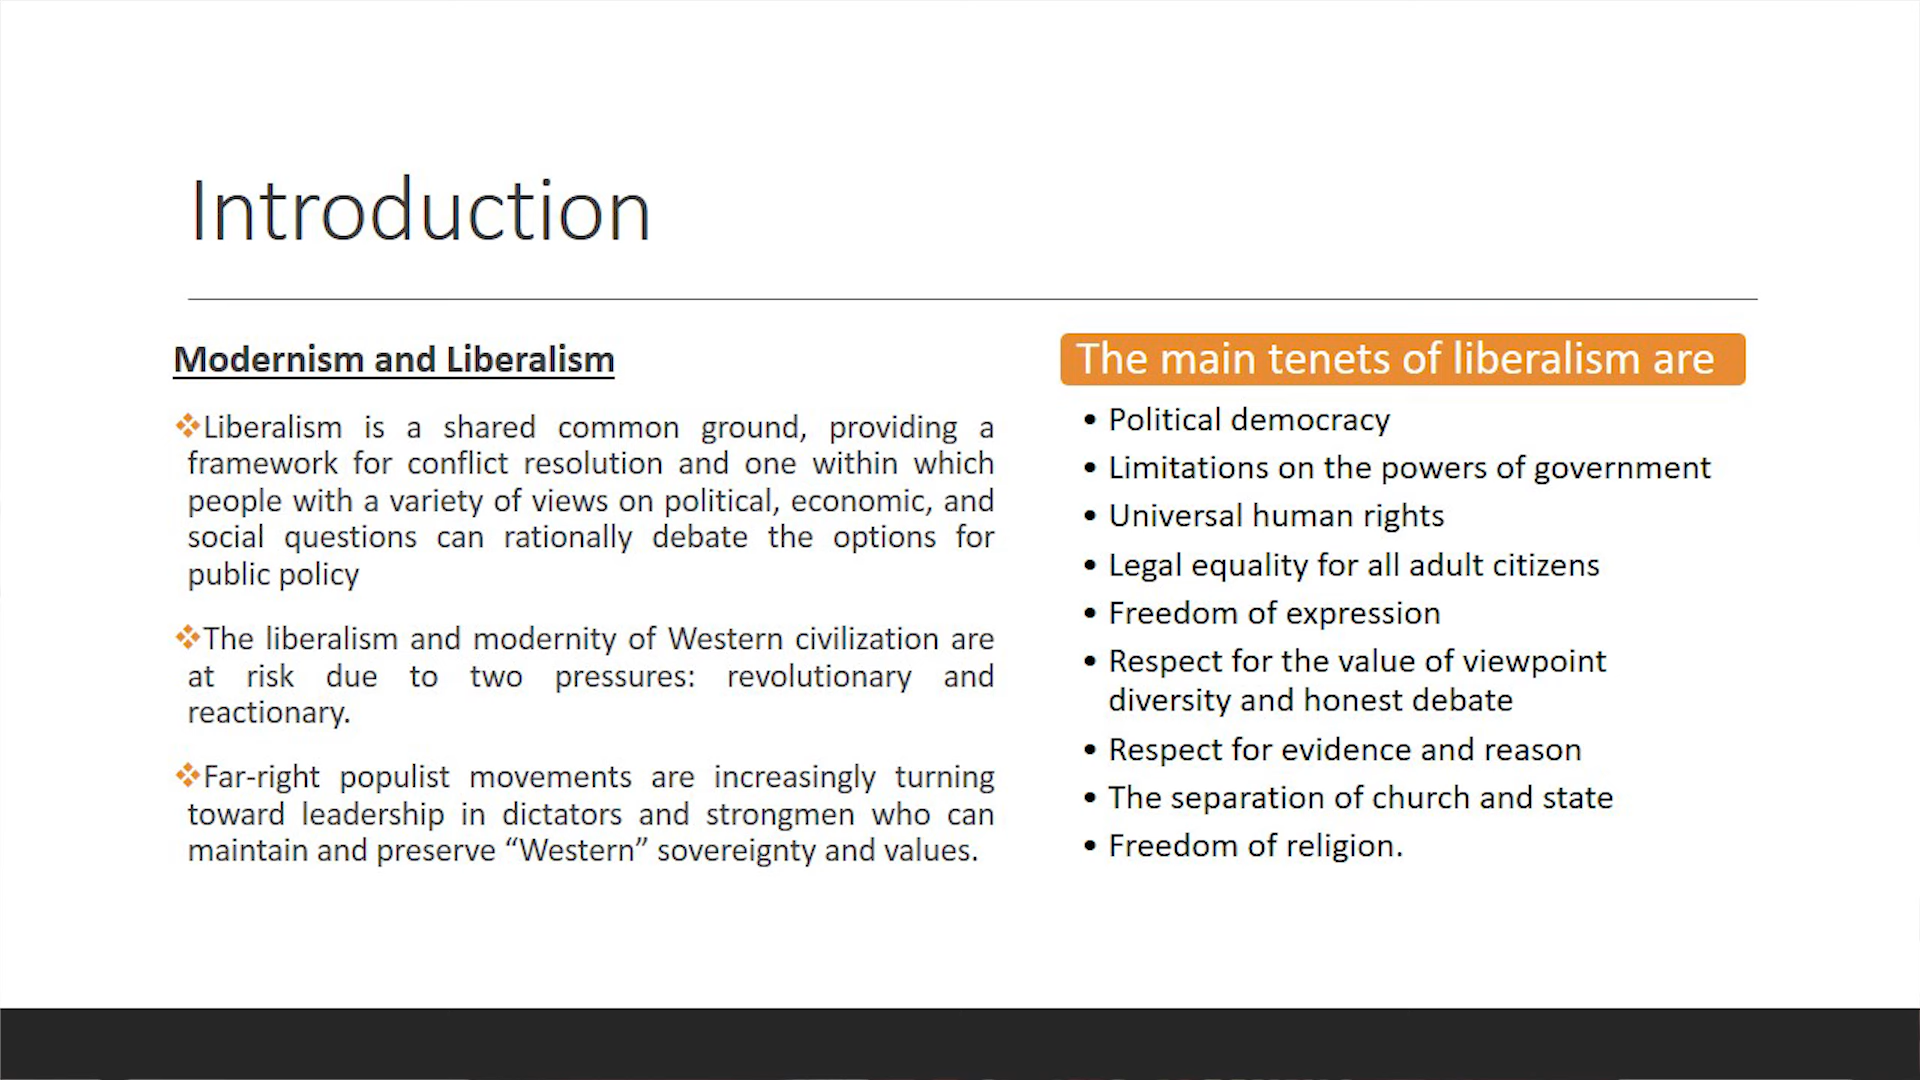 Introduction
Modernism and Liberalism
❖Liberalism is a shared common ground, providing a
framework for conflict resolution and one within which
people with a variety of views on political, economic, and
social questions can rationally debate the options for
public policy
❖The liberalism and modernity of Western civilization are
at risk due to two pressures: revolutionary and
reactionary.
❖Far-right populist movements are increasingly turning
toward leadership in dictators and strongmen who can
maintain and preserve “Western” sovereignty and values.
The main tenets of liberalism are
• Political democracy
• Limitations on the powers of government
• Universal human rights
• Legal equality for all adult citizens
• Freedom of expression
• Respect for the value of viewpoint
diversity and honest debate
• Respect for evidence and reason
• The separation of church and state
• Freedom of religion.